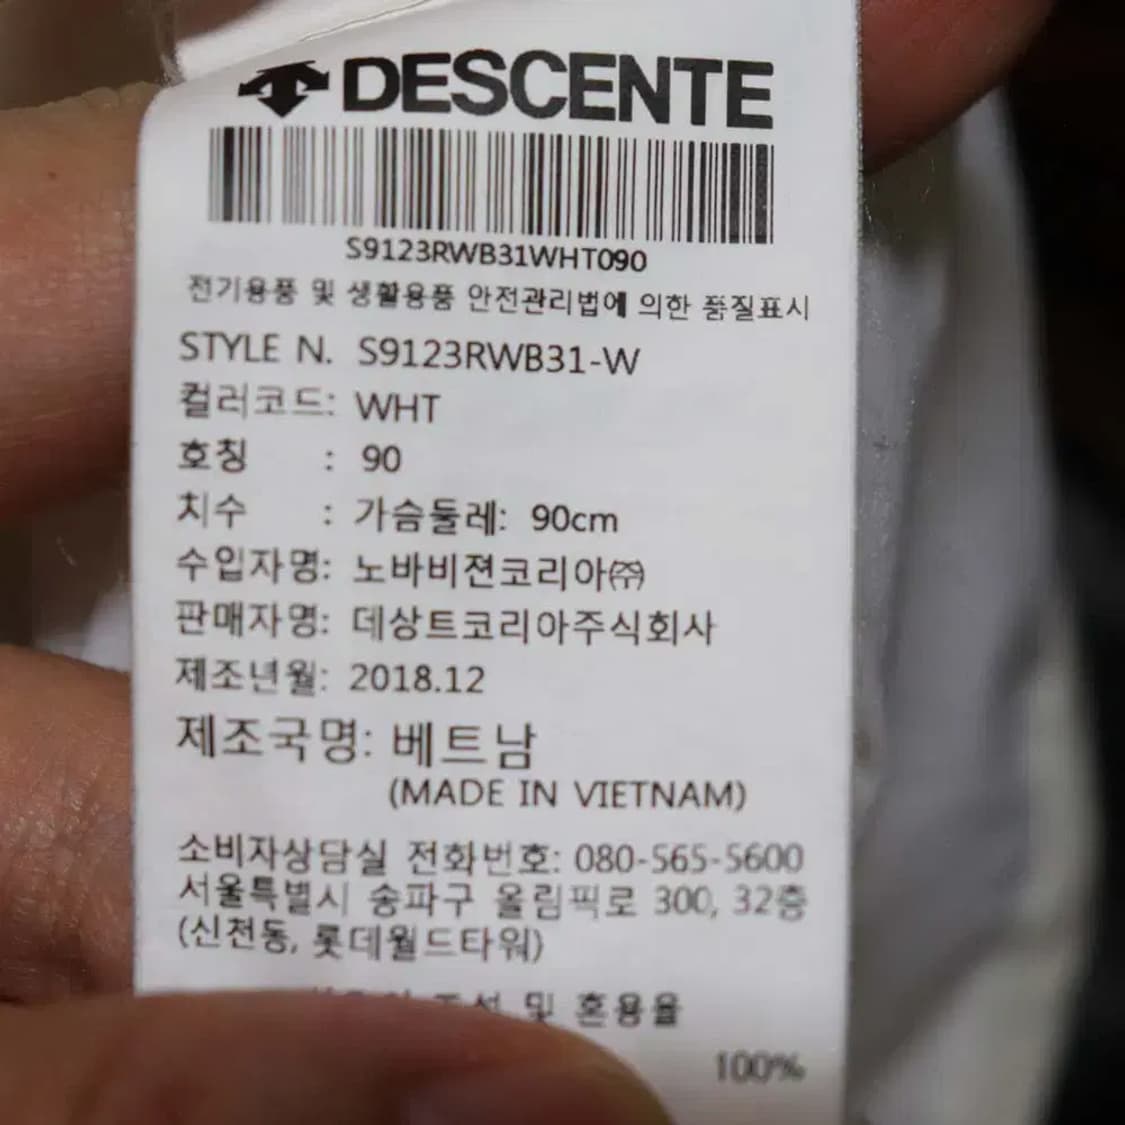 DESCENTE
S9123RWB31WHT090
전기용품 및 생활용품 안전관리법에 의한 품질표시
STYLE N. S9123RWB31-W
컬러코드: WHT
호칭 : 90
치수 : 가슴둘레: 90cm
수입자명: 노바비젼코리아㈜
판매자명: 데상트코리아주식회사
제조년월: 2018.12
제조국명: 베트남
(MADE IN VIETNAM)
소비자상담실 전화번호: 080-565-5600
서울특별시 송파구 올림픽로 300, 32층
(신천동, 롯데월드타워)
및 혼용율
100%